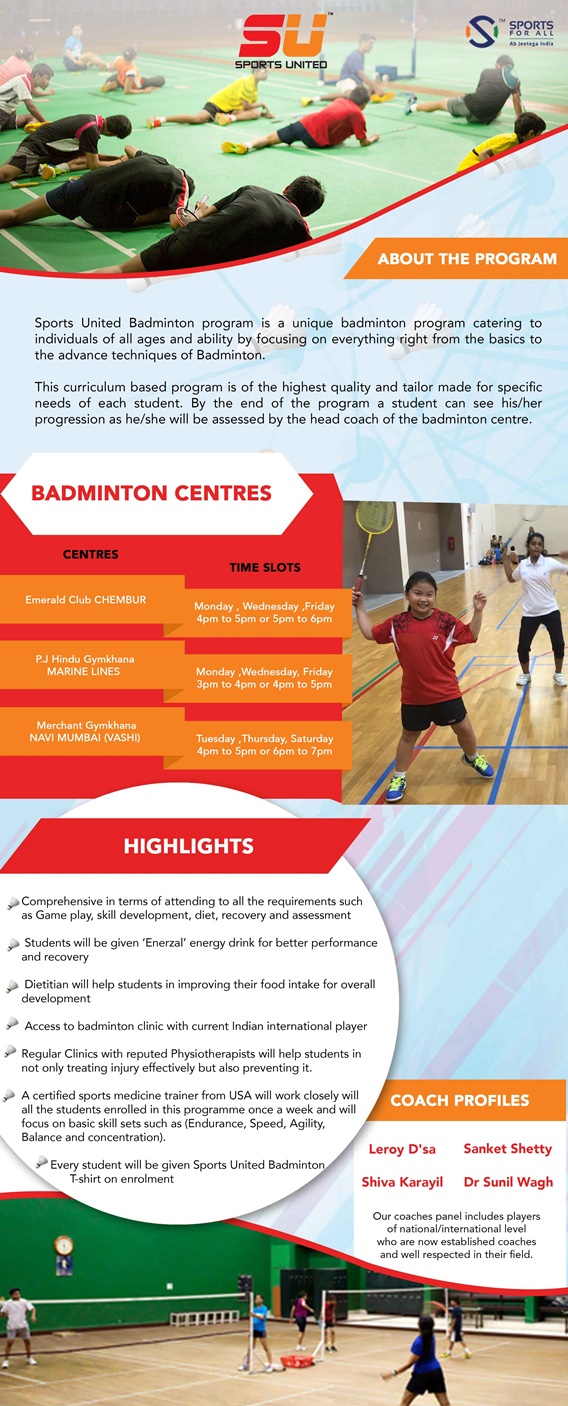 SU™
SPORTS UNITED
S™ SPORTS
FOR ALL
Ab Jeetega India
ABOUT THE PROGRAM
Sports United Badminton program is a unique badminton program catering to
individuals of all ages and ability by focusing on everything right from the basics to
the advance techniques of Badminton.
This curriculum based program is of the highest quality and tailor made for specific
needs of each student. By the end of the program a student can see his/her
progression as he/she will be assessed by the head coach of the badminton centre.
BADMINTON CENTRES
CENTRES
TIME SLOTS
Emerald Club CHEMBUR
Monday , Wednesday ,Friday
4pm to 5pm or 5pm to 6pm
P.J Hindu Gymkhana
MARINE LINES
Monday ,Wednesday, Friday
3pm to 4pm or 4pm to 5pm
Merchant Gymkhana
NAVI MUMBAI (VASHI)
Tuesday ,Thursday, Saturday
4pm to 5pm or 6pm to 7pm
HIGHLIGHTS
Comprehensive in terms of attending to all the requirements such
as Game play, skill development, diet, recovery and assessment
Students will be given ‘Enerzal’ energy drink for better performance
and recovery
Dietitian will help students in improving their food intake for overall
development
Access to badminton clinic with current Indian international player
Regular Clinics with reputed Physiotherapists will help students in
not only treating injury effectively but also preventing it.
A certified sports medicine trainer from USA will work closely will
all the students enrolled in this programme once a week and will
focus on basic skill sets such as (Endurance, Speed, Agility,
Balance and concentration).
Every student will be given Sports United Badminton
T-shirt on enrolment
COACH PROFILES
Leroy D'sa Sanket Shetty
Shiva Karayil Dr Sunil Wagh
Our coaches panel includes players
of national/international level
who are now established coaches
and well respected in their field.